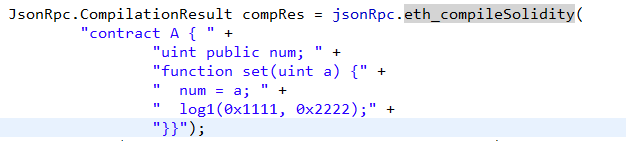 JsonRpc.CompilationResult compRes = jsonRpc.eth_compileSolidity(
"contract A { " +
"uint public num; " +
"function set(uint a) {" +
"  num = a; " +
"  log1(0x1111, 0x2222);" +
"}}");